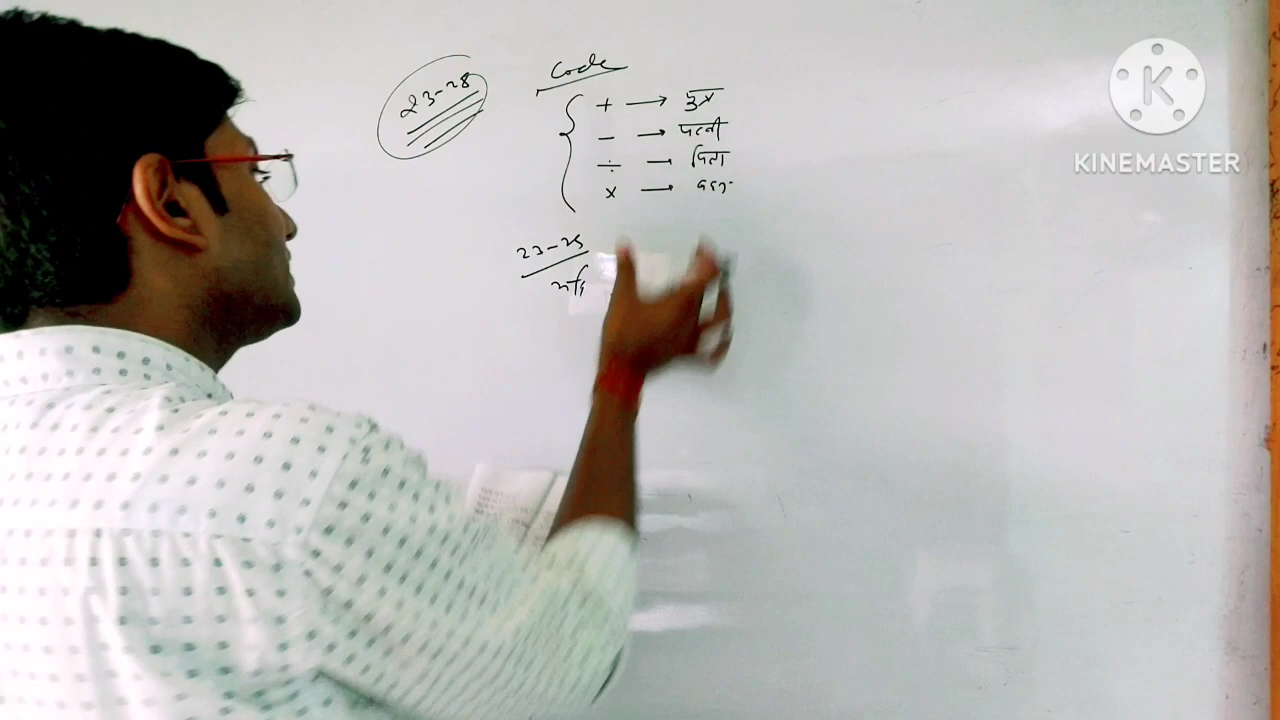 23-28
Code
+ → पुत्र
- → पत्नी
÷ → पिता
× → बहन
23-25
KINEMASTER